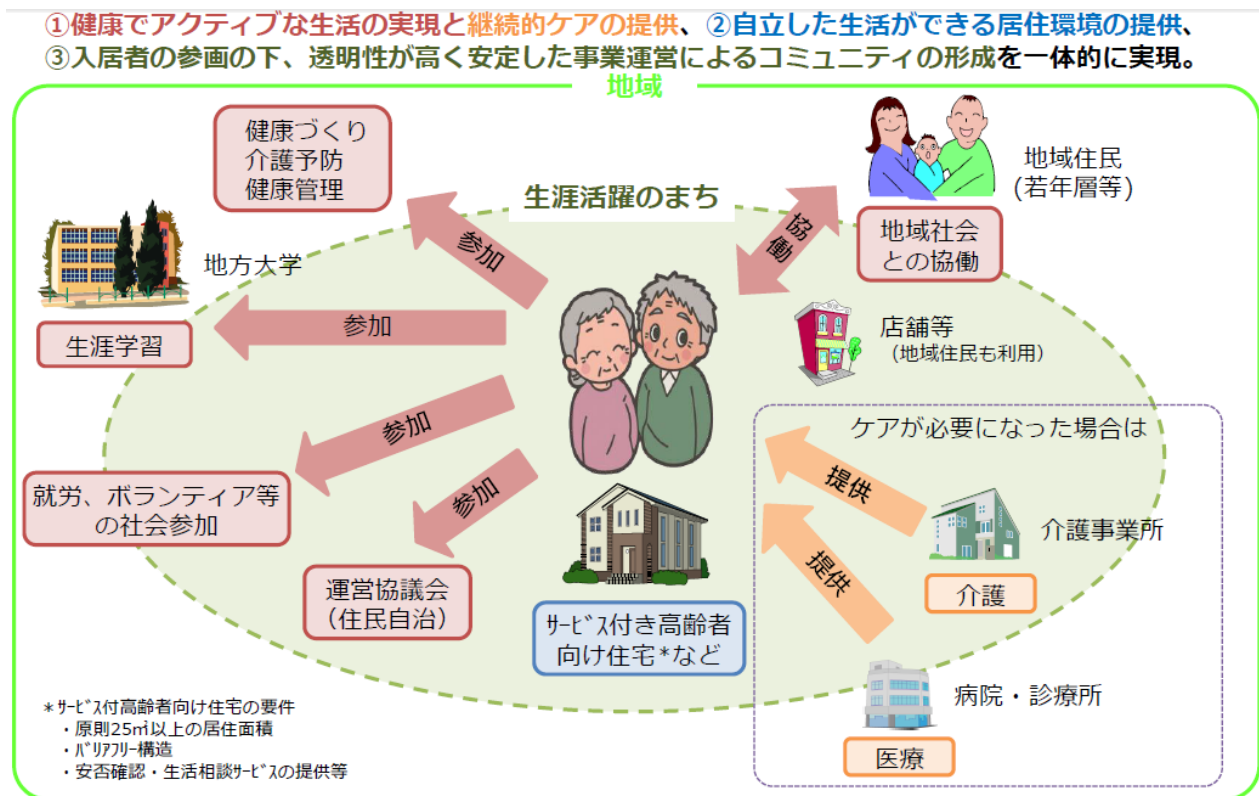 ①健康でアクティブな生活の実現と継続的ケアの提供、②自立した生活ができる居住環境の提供、
③入居者の参画の下、透明性が高く安定した事業運営によるコミュニティの形成を一体的に実現。
地域
健康づくり
介護予防
健康管理
生涯活躍のまち
地域住民
(若年層等)
協働
地域社会
との協働
参加
地方大学
生涯学習
参加
店舗等
(地域住民も利用)
参加
ケアが必要になった場合は
提供
就労、ボランティア等
の社会参加
参加
介護事業所
介護
提供
運営協議会
(住民自治)
ｻｰﾋﾞｽ付き高齢者
向け住宅*など
病院・診療所
医療
＊ｻｰﾋﾞｽ付高齢者向け住宅の要件
・原則25㎡以上の居住面積
・ﾊﾞﾘｱﾌﾘｰ構造
・安否確認・生活相談ｻｰﾋﾞｽの提供等